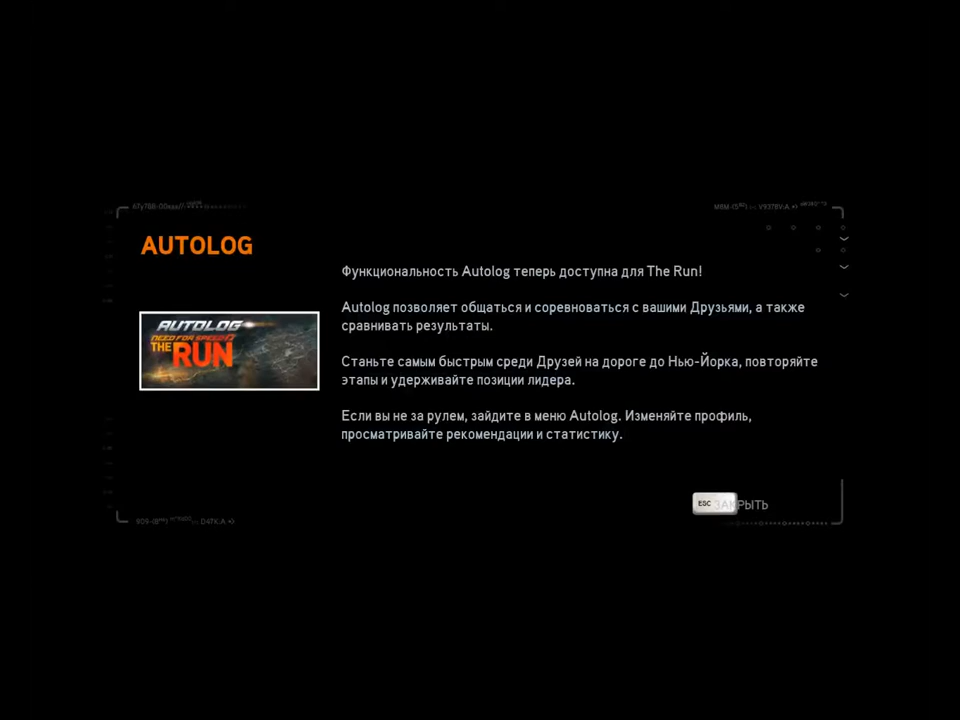 AUTOLOG
Функциональность Autolog теперь доступна для The Run!
Autolog позволяет общаться и соревноваться с вашими Друзьями, а также
сравнивать результаты.
AUTOLOG
NEED FOR SPEED
THE RUN
Станьте самым быстрым среди Друзей на дороге до Нью-Йорка, повторяйте
этапы и удерживайте позиции лидера.
Если вы не за рулем, зайдите в меню Autolog. Изменяйте профиль,
просматривайте рекомендации и статистику.
ESC ЗАКРЫТЬ